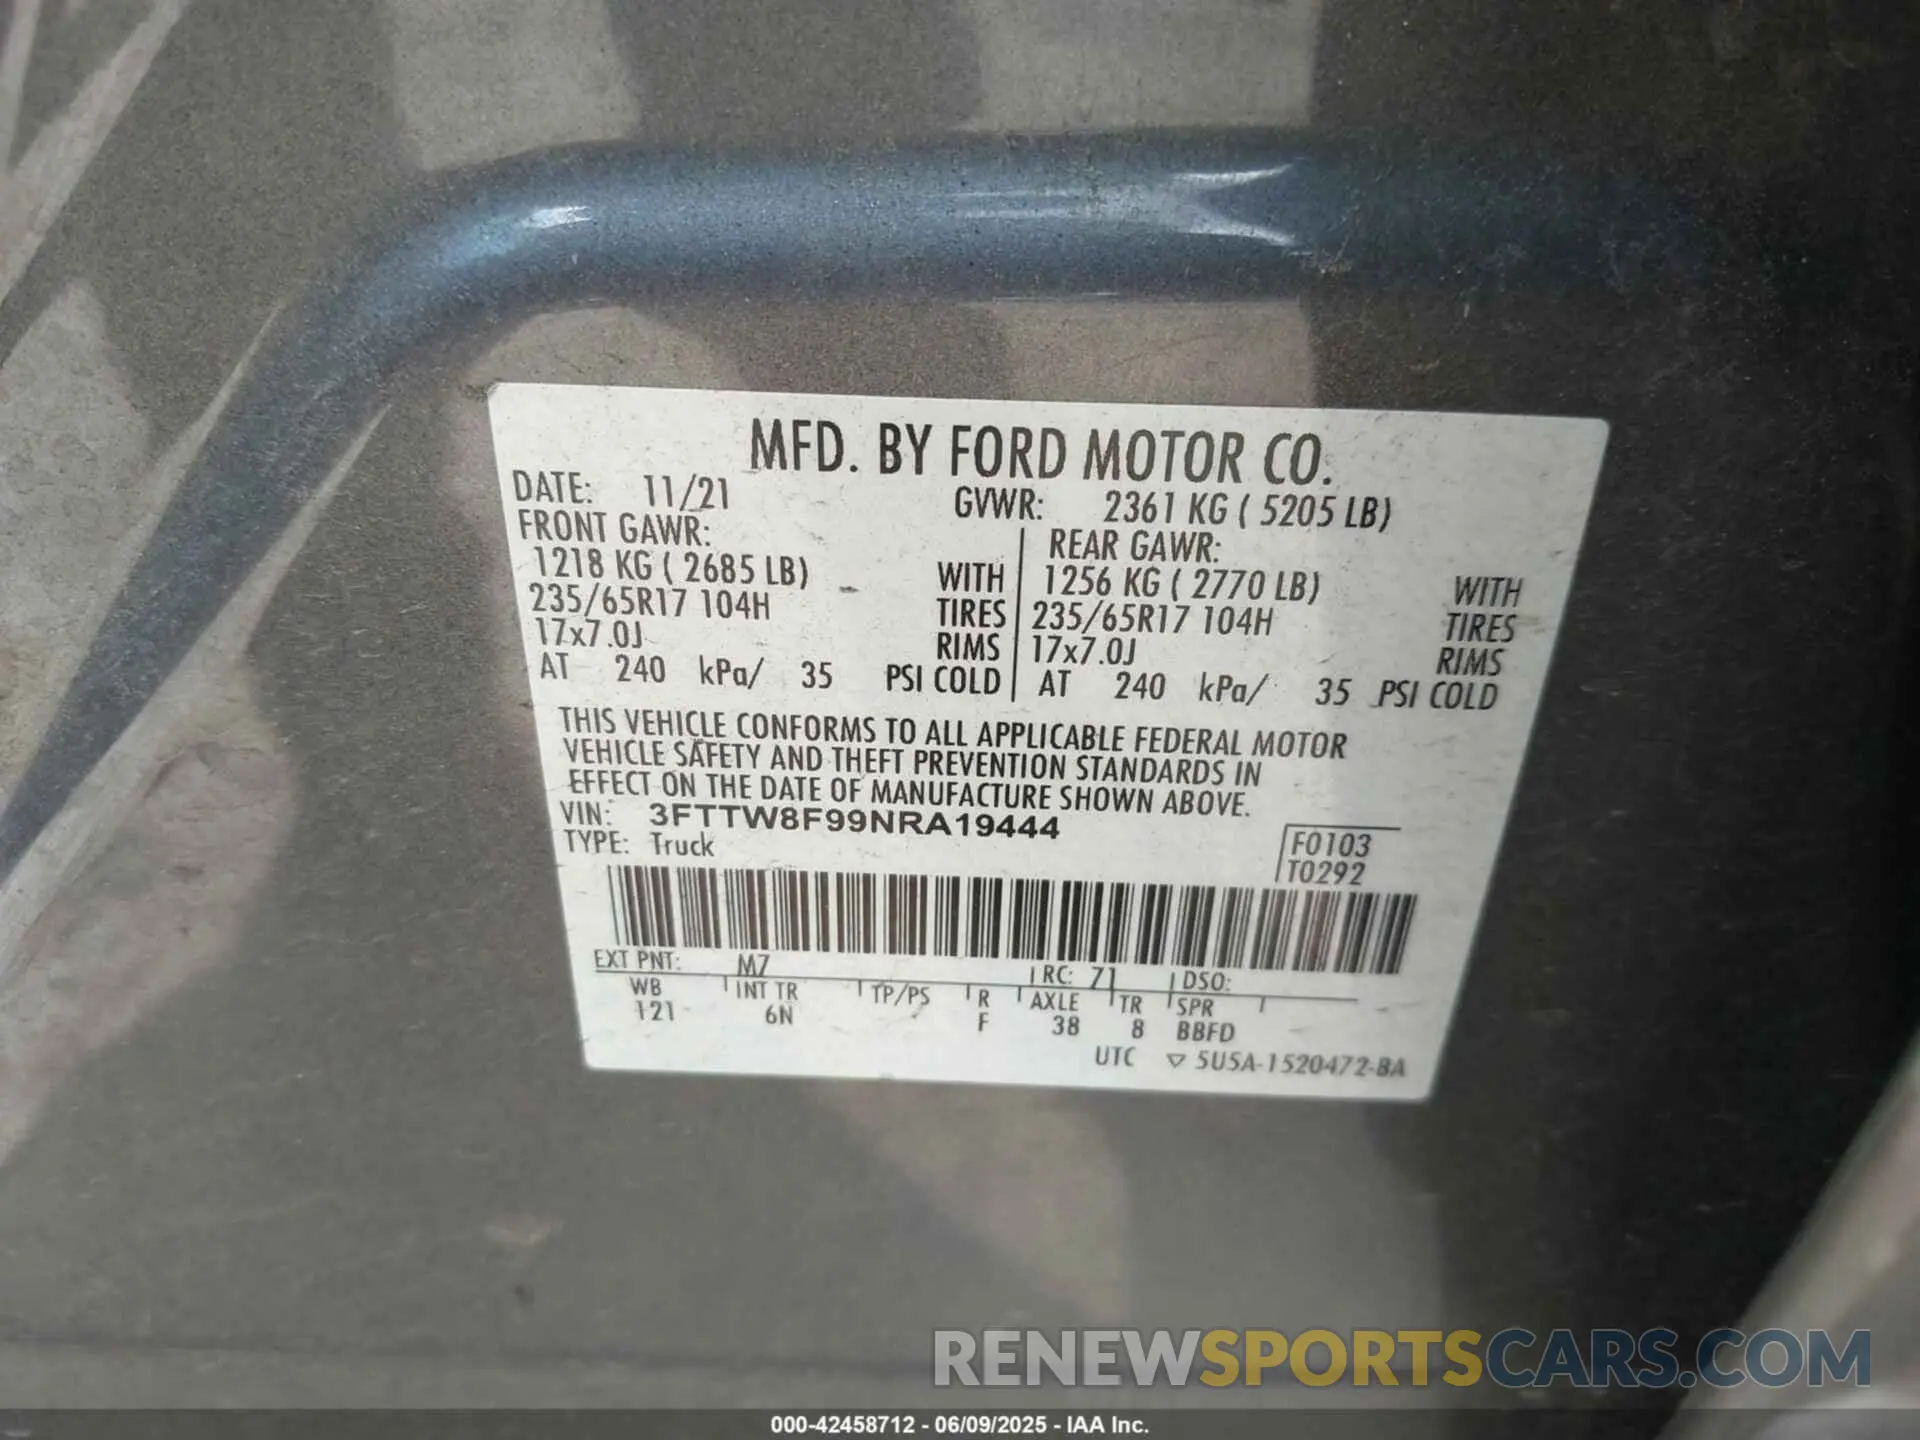 MFD. BY FORD MOTOR CO.
DATE: 11/21 GVWR: 2361 KG ( 5205 LB)
FRONT GAWR: REAR GAWR:
1218 KG ( 2685 LB) WITH 1256 KG ( 2770 LB) WITH
235/65R17 104H TIRES 235/65R17 104H TIRES
17x7.0J RIMS 17x7.0J RIMS
AT 240 kPa/ 35 PSI COLD AT 240 kPa/ 35 PSI COLD
THIS VEHICLE CONFORMS TO ALL APPLICABLE FEDERAL MOTOR
VEHICLE SAFETY AND THEFT PREVENTION STANDARDS IN
EFFECT ON THE DATE OF MANUFACTURE SHOWN ABOVE.
VIN: 3FTTW8F99NRA19444
TYPE: Truck
F0103
T0292
EXT PNT: M7 RC: 71 DSO:
WB INT TR TP/PS R AXLE TR SPR
121 6N F 38 8 BBFD
UTC ▽ 5U5A-1520472-BA
RENEWSPORTSCARS.COM
000-42458712 - 06/09/2025 - IAA Inc.